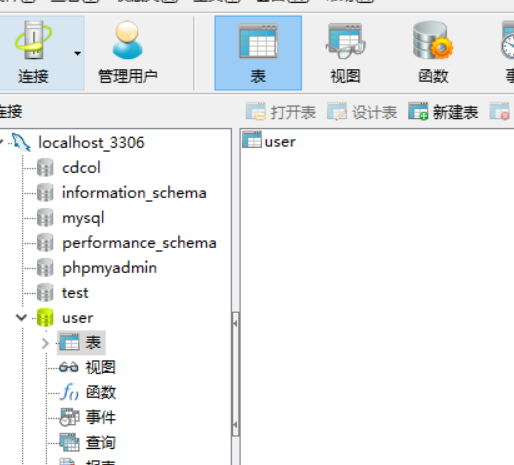 连接 管理用户 表 视图 函数
连接 打开表 设计表 新建表
localhost_3306 user
cdcol
information_schema
mysql
performance_schema
phpmyadmin
test
user
表
视图
函数
事件
查询